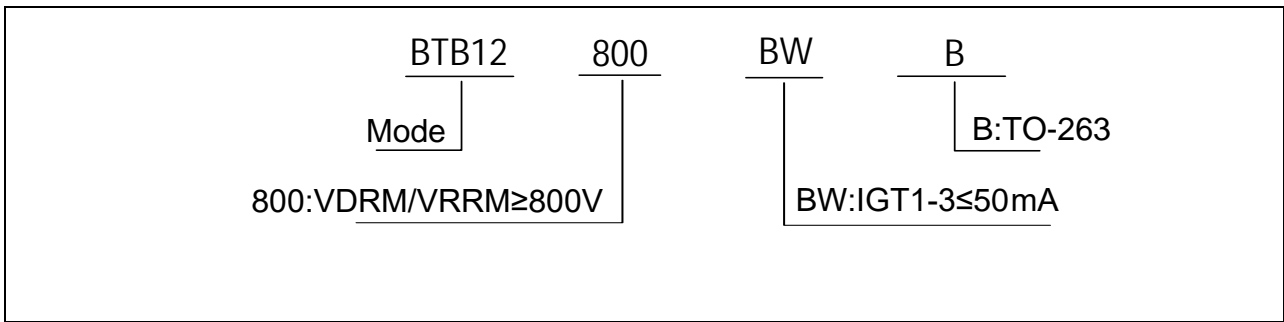 BTB12 800 BW B
Mode B:TO-263
800:VDRM/VRRM≥800V BW:IGT1-3≤50mA